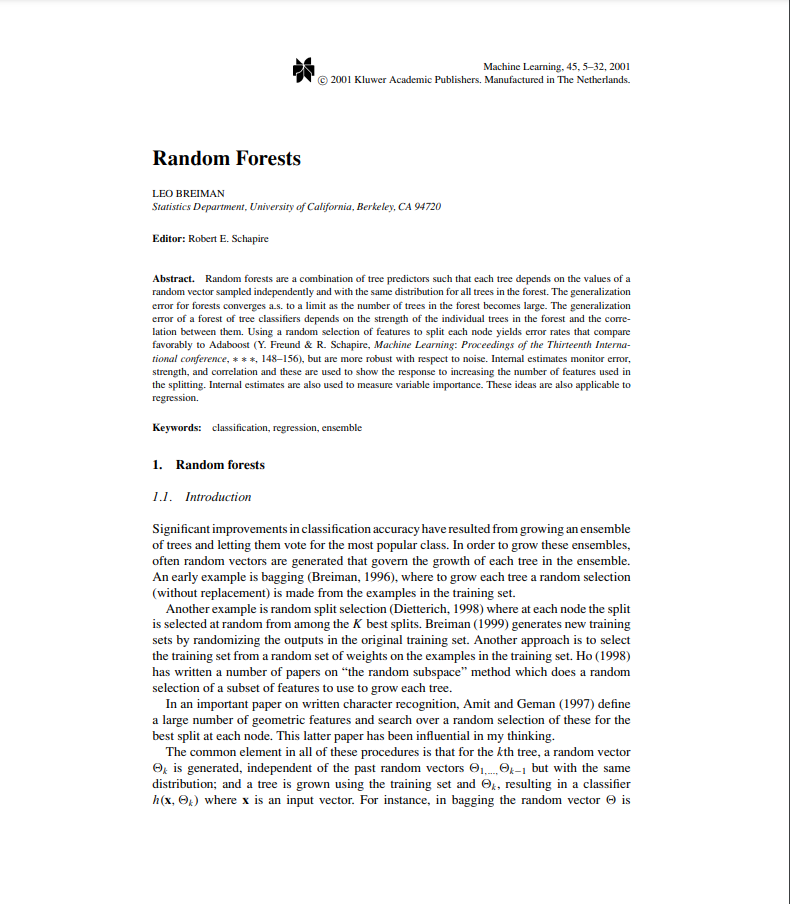 Machine Learning, 45, 5–32, 2001
© 2001 Kluwer Academic Publishers. Manufactured in The Netherlands.
Random Forests
LEO BREIMAN
Statistics Department, University of California, Berkeley, CA 94720
Editor: Robert E. Schapire
Abstract. Random forests are a combination of tree predictors such that each tree depends on the values of a
random vector sampled independently and with the same distribution for all trees in the forest. The generalization
error for forests converges a.s. to a limit as the number of trees in the forest becomes large. The generalization
error of a forest of tree classifiers depends on the strength of the individual trees in the forest and the corre-
lation between them. Using a random selection of features to split each node yields error rates that compare
favorably to Adaboost (Y. Freund & R. Schapire, Machine Learning: Proceedings of the Thirteenth Interna-
tional conference, ∗ ∗ ∗, 148–156), but are more robust with respect to noise. Internal estimates monitor error,
strength, and correlation and these are used to show the response to increasing the number of features used in
the splitting. Internal estimates are also used to measure variable importance. These ideas are also applicable to
regression.
Keywords: classification, regression, ensemble
1. Random forests
1.1. Introduction
Significant improvements in classification accuracy have resulted from growing an ensemble
of trees and letting them vote for the most popular class. In order to grow these ensembles,
often random vectors are generated that govern the growth of each tree in the ensemble.
An early example is bagging (Breiman, 1996), where to grow each tree a random selection
(without replacement) is made from the examples in the training set.
Another example is random split selection (Dietterich, 1998) where at each node the split
is selected at random from among the K best splits. Breiman (1999) generates new training
sets by randomizing the outputs in the original training set. Another approach is to select
the training set from a random set of weights on the examples in the training set. Ho (1998)
has written a number of papers on “the random subspace” method which does a random
selection of a subset of features to use to grow each tree.
In an important paper on written character recognition, Amit and Geman (1997) define
a large number of geometric features and search over a random selection of these for the
best split at each node. This latter paper has been influential in my thinking.
The common element in all of these procedures is that for the kth tree, a random vector
Θk is generated, independent of the past random vectors Θ1,...,Θk−1 but with the same
distribution; and a tree is grown using the training set and Θk, resulting in a classifier
h(x, Θk) where x is an input vector. For instance, in bagging the random vector Θ is